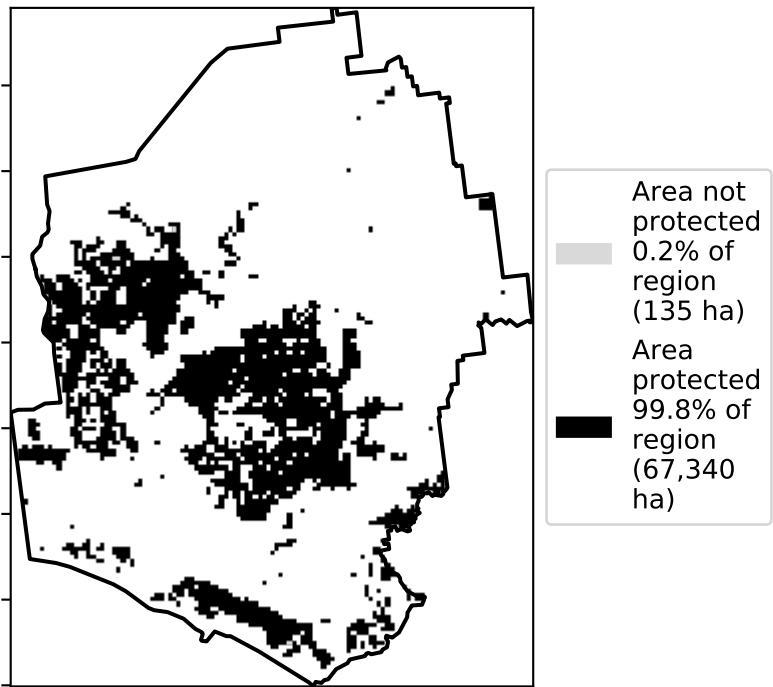 Area not
protected
0.2% of
region
(135 ha)
Area
protected
99.8% of
region
(67,340
ha)